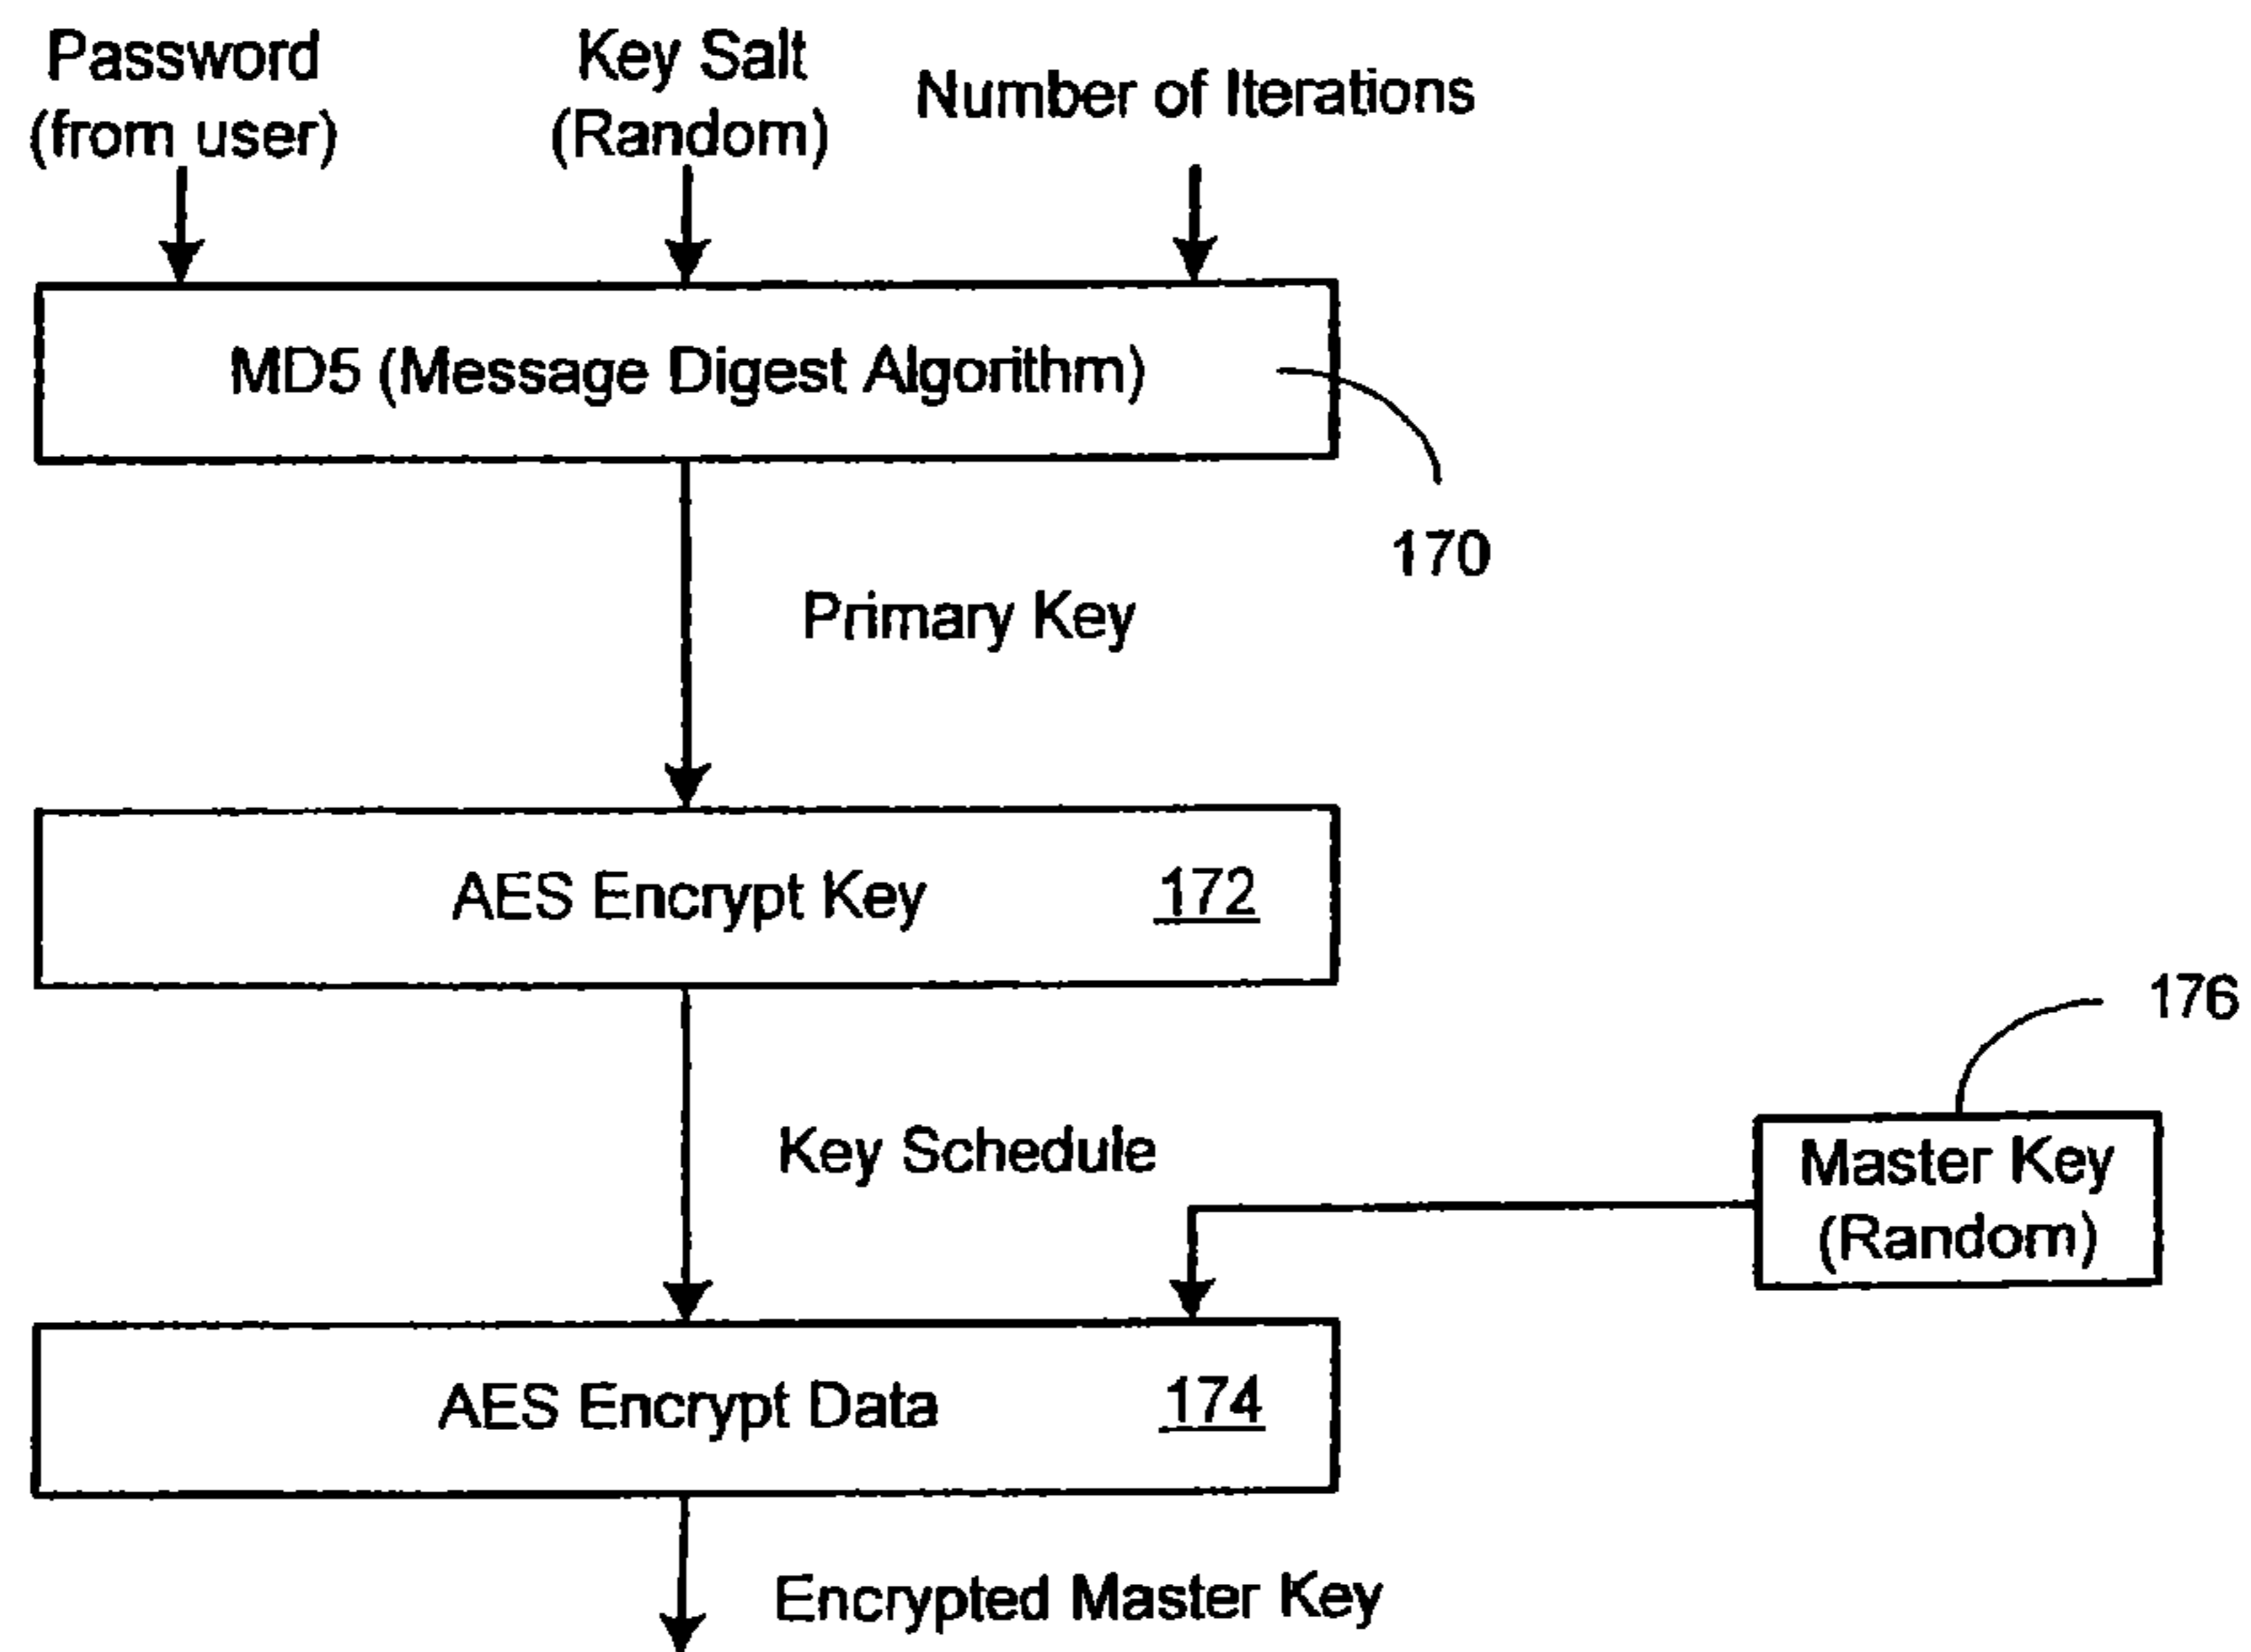 Password
(from user)
Key Salt
(Random)
Number of Iterations
MD5 (Message Digest Algorithm)
170
Primary Key
AES Encrypt Key 172
176
Key Schedule
Master Key
(Random)
AES Encrypt Data 174
Encrypted Master Key